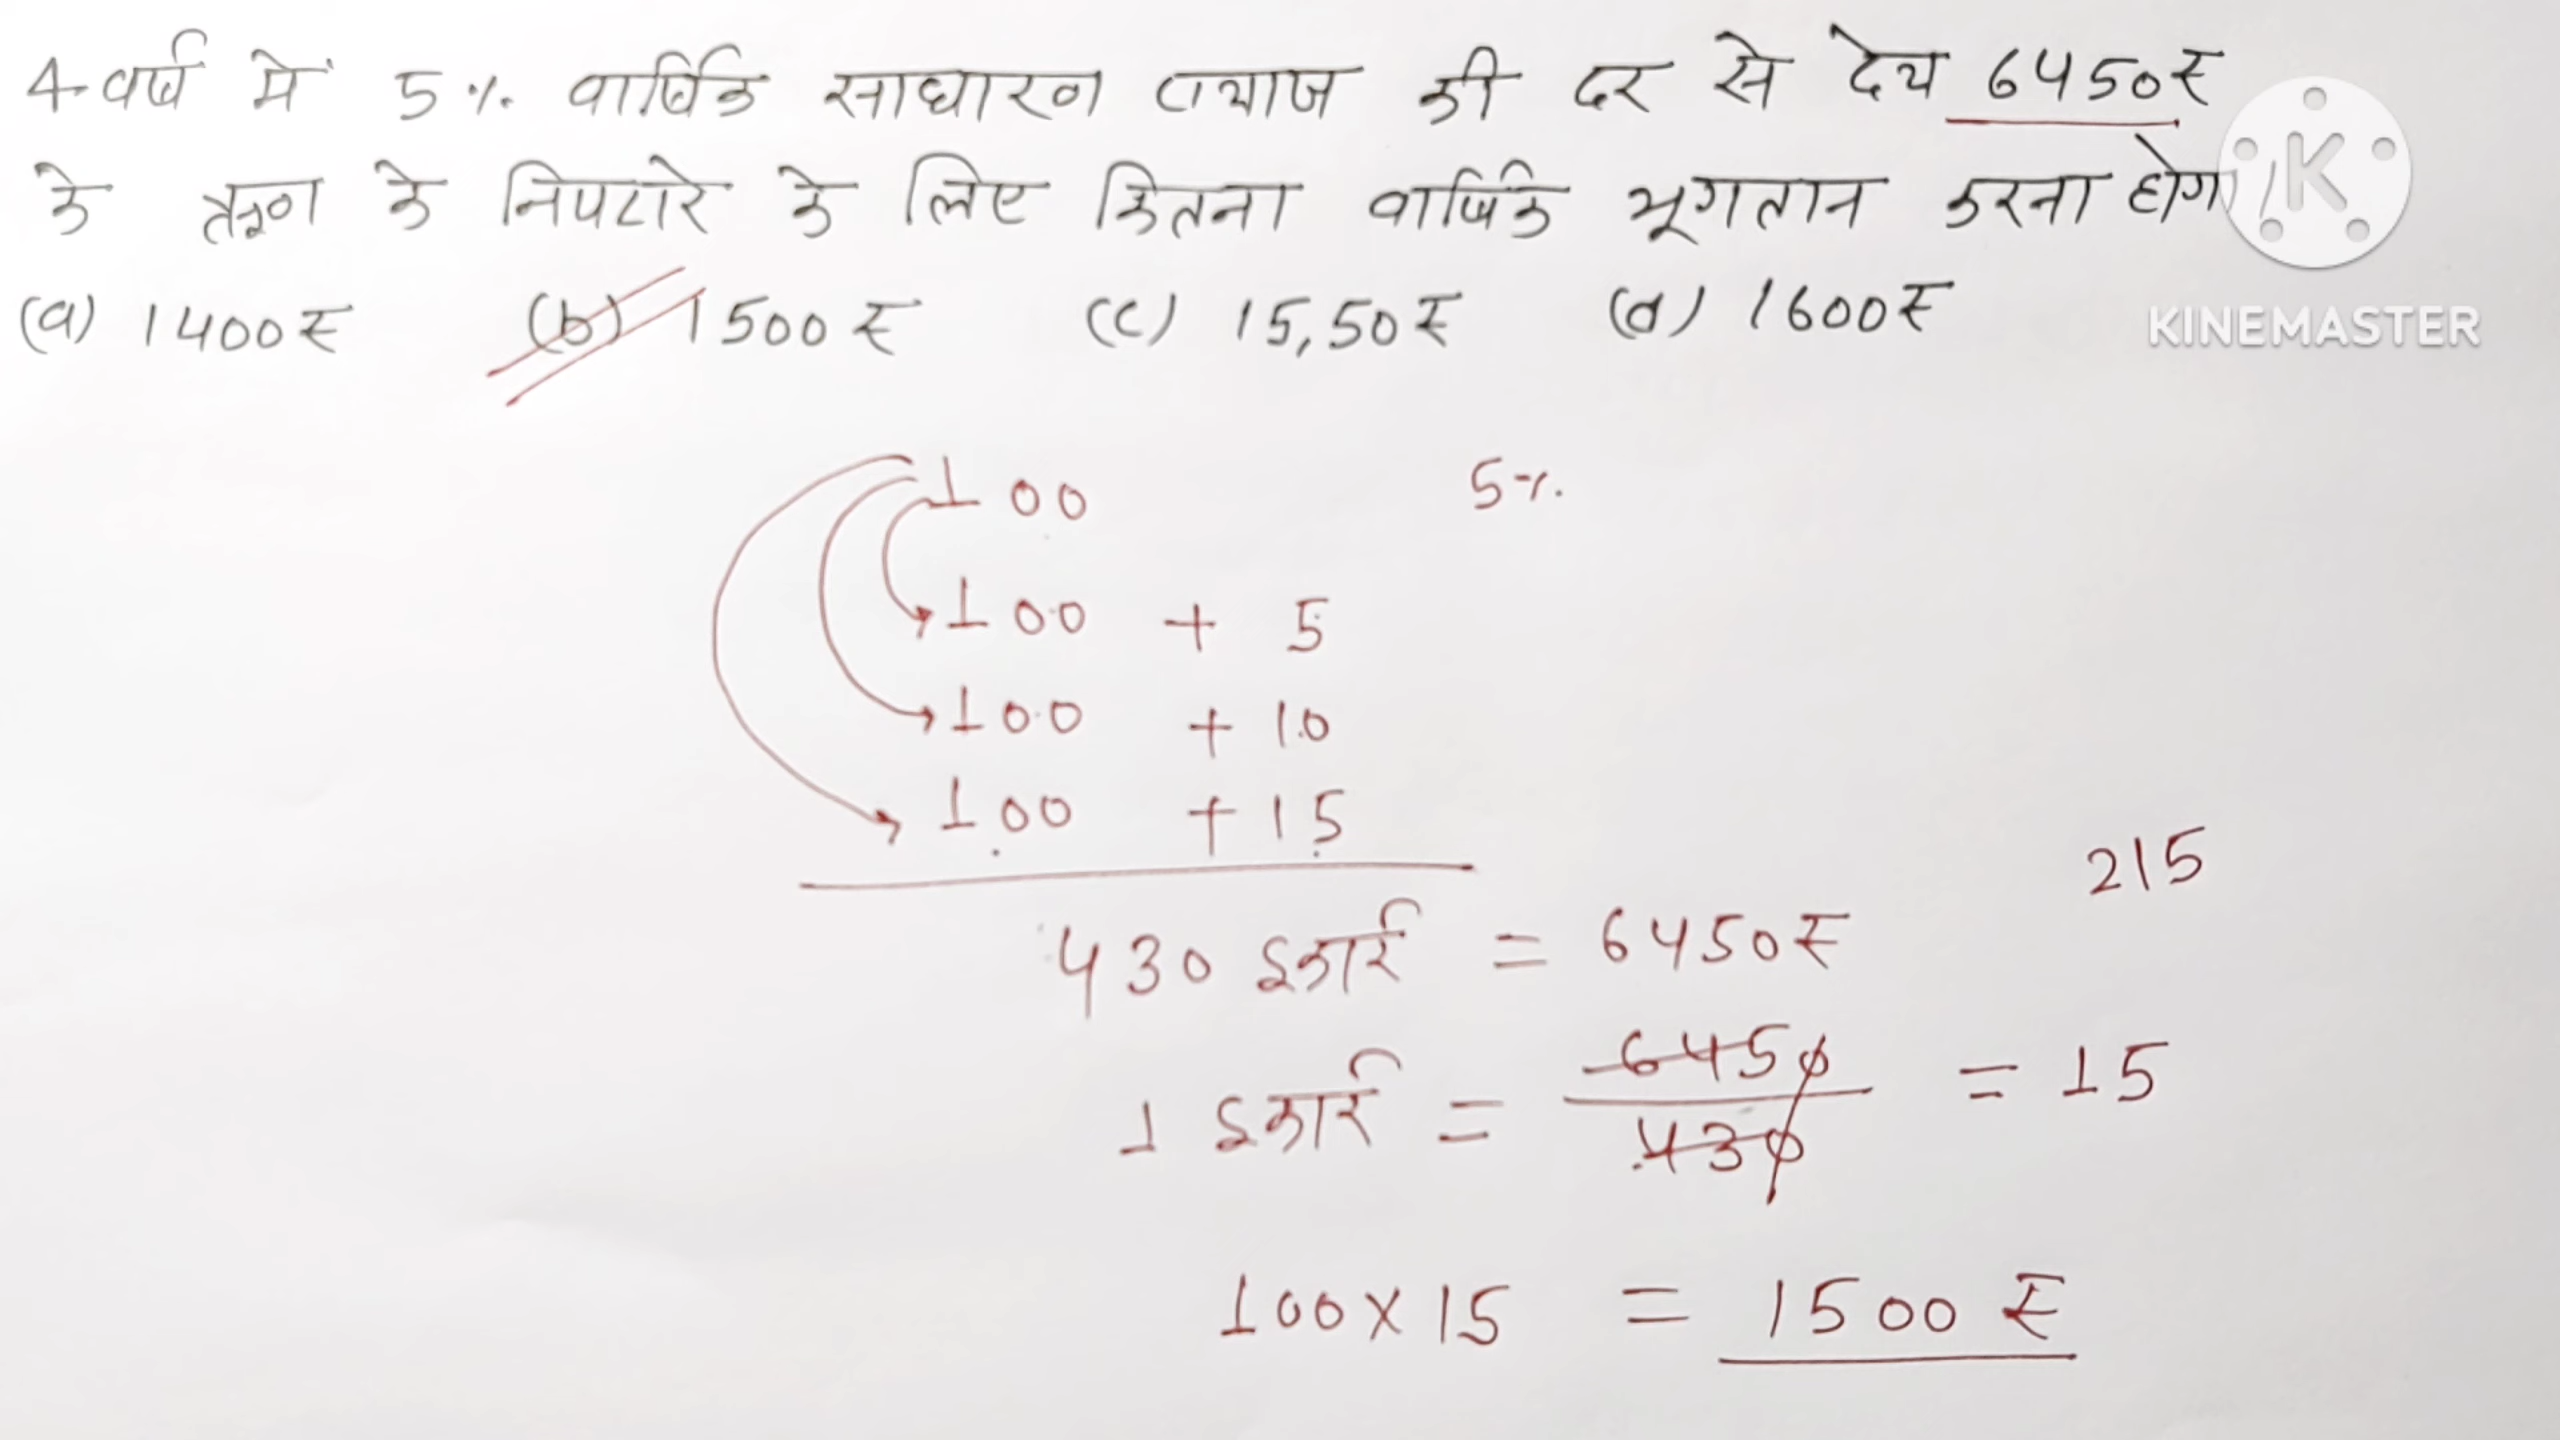 4 वर्ष में 5% वार्षिक साधारण ब्याज की दर से देय 6450₹
के ऋण के निपटारे के लिए कितना वार्षिक भूगतान करना होगा।
(a) 1400₹ (b) 1500₹ (c) 15,50₹ (d) 1600₹
KINEMASTER
100 5%
100 + 5
100 + 10
100 + 15
215
430 इकाई = 6450₹
1 इकाई = 6450/430 = 15
100 × 15 = 1500 ₹